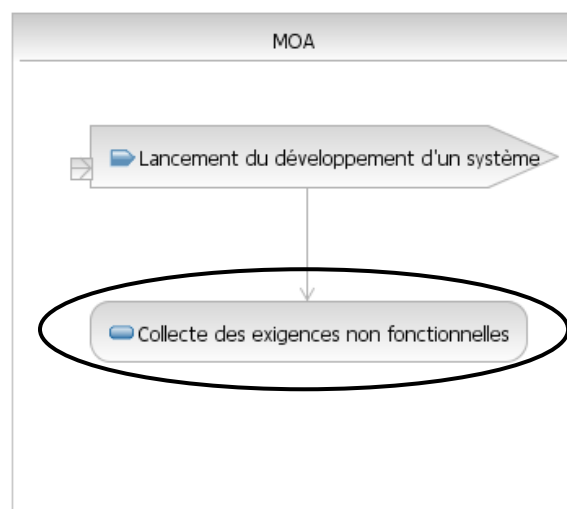 MOA
Lancement du développement d'un système
Collecte des exigences non fonctionnelles